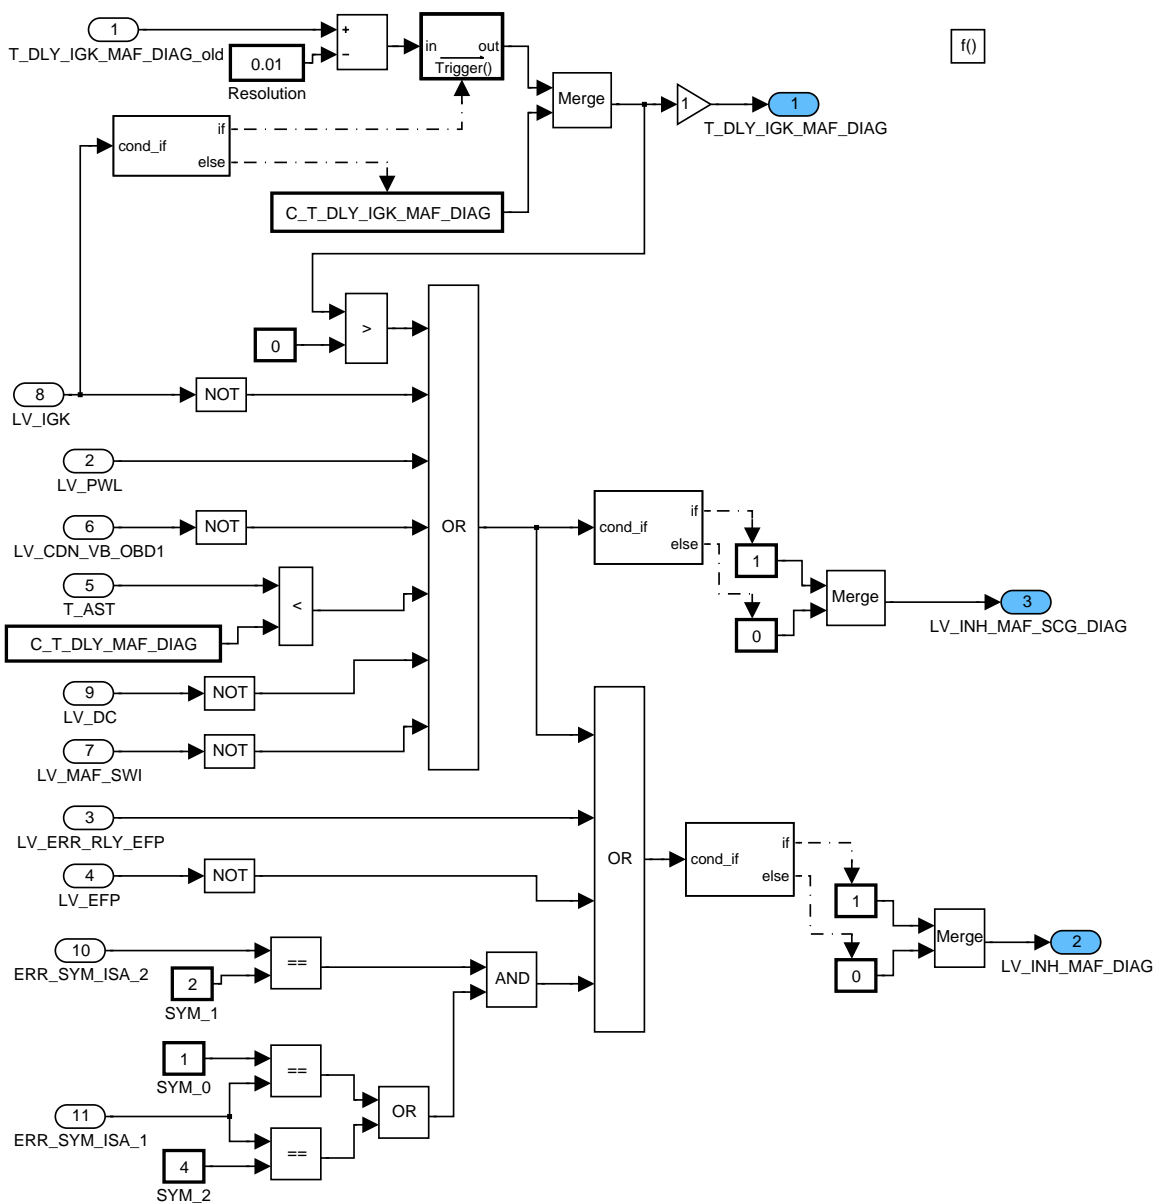 1
T_DLY_IGK_MAF_DIAG_old
+
−
0.01
Resolution
in
out
Trigger()
f()
Merge
1
1
T_DLY_IGK_MAF_DIAG
cond_if
if
else
C_T_DLY_IGK_MAF_DIAG
>
0
8
LV_IGK
NOT
2
LV_PWL
6
LV_CDN_VB_OBD1
NOT
OR
5
T_AST
<
C_T_DLY_MAF_DIAG
9
LV_DC
NOT
7
LV_MAF_SWI
NOT
cond_if
if
else
1
0
Merge
3
LV_INH_MAF_SCG_DIAG
3
LV_ERR_RLY_EFP
4
LV_EFP
NOT
OR
cond_if
if
else
1
0
Merge
2
LV_INH_MAF_DIAG
10
ERR_SYM_ISA_2
2
SYM_1
==
AND
1
SYM_0
==
11
ERR_SYM_ISA_1
OR
4
SYM_2
==